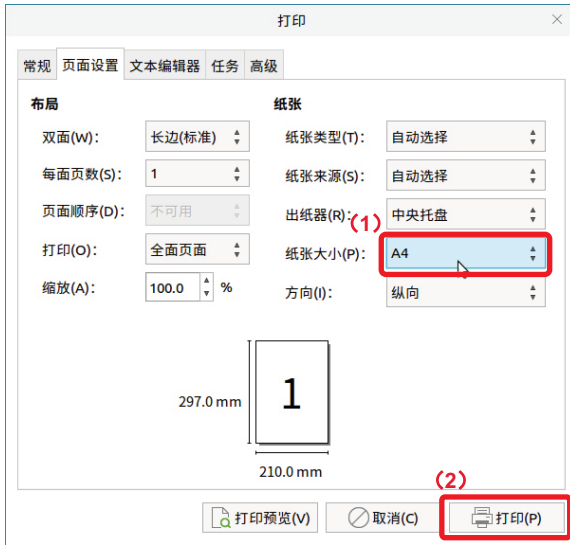 打印
常规 页面设置 文本编辑器 任务 高级
布局 纸张
双面(W): 长边(标准) 纸张类型(T): 自动选择
每面页数(S): 1 纸张来源(S): 自动选择
页面顺序(D): 不可用 出纸器(R): 中央托盘
(1)
打印(O): 全面页面 纸张大小(P): A4
缩放(A): 100.0 % 方向(I): 纵向
1
297.0 mm
210.0 mm
(2)
打印预览(V) 取消(C) 打印(P)